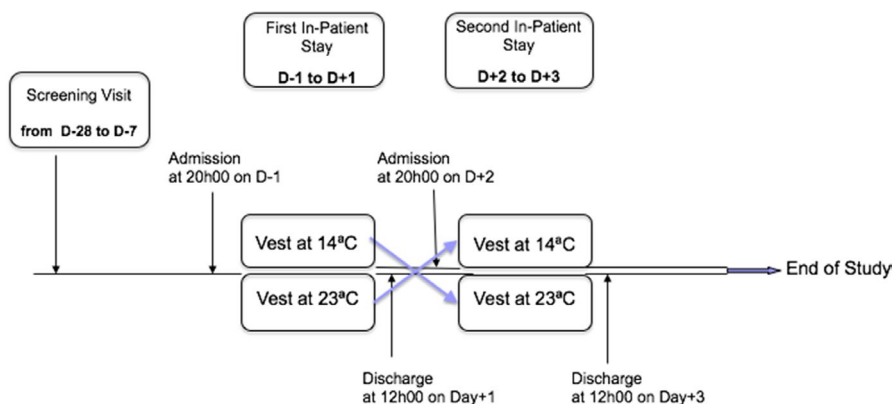 First In-Patient
Stay
D-1 to D+1
Second In-Patient
Stay
D+2 to D+3
Screening Visit
from D-28 to D-7
Admission
at 20h00 on D-1
Admission
at 20h00 on D+2
Vest at 14ªC
Vest at 14ªC
Vest at 23ªC
Vest at 23ªC
End of Study
Discharge
at 12h00 on Day+1
Discharge
at 12h00 on Day+3